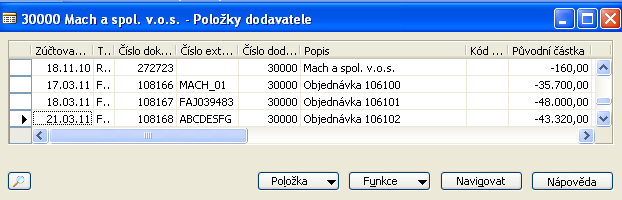 30000 Mach a spol. v.o.s. - Položky dodavatele
Zúčtova... T... Číslo dok... Číslo ext... Číslo dod... Popis Kód ... Původní částka
18.11.10 R... 272723 30000 Mach a spol. v.o.s. -160,00
17.03.11 F... 108166 MACH_01 30000 Objednávka 106100 -35.700,00
18.03.11 F... 108167 FAJ039483 30000 Objednávka 106101 -48.000,00
21.03.11 F... 108168 ABCDESFG 30000 Objednávka 106102 -43.320,00
Položka Funkce Navigovat Nápověda